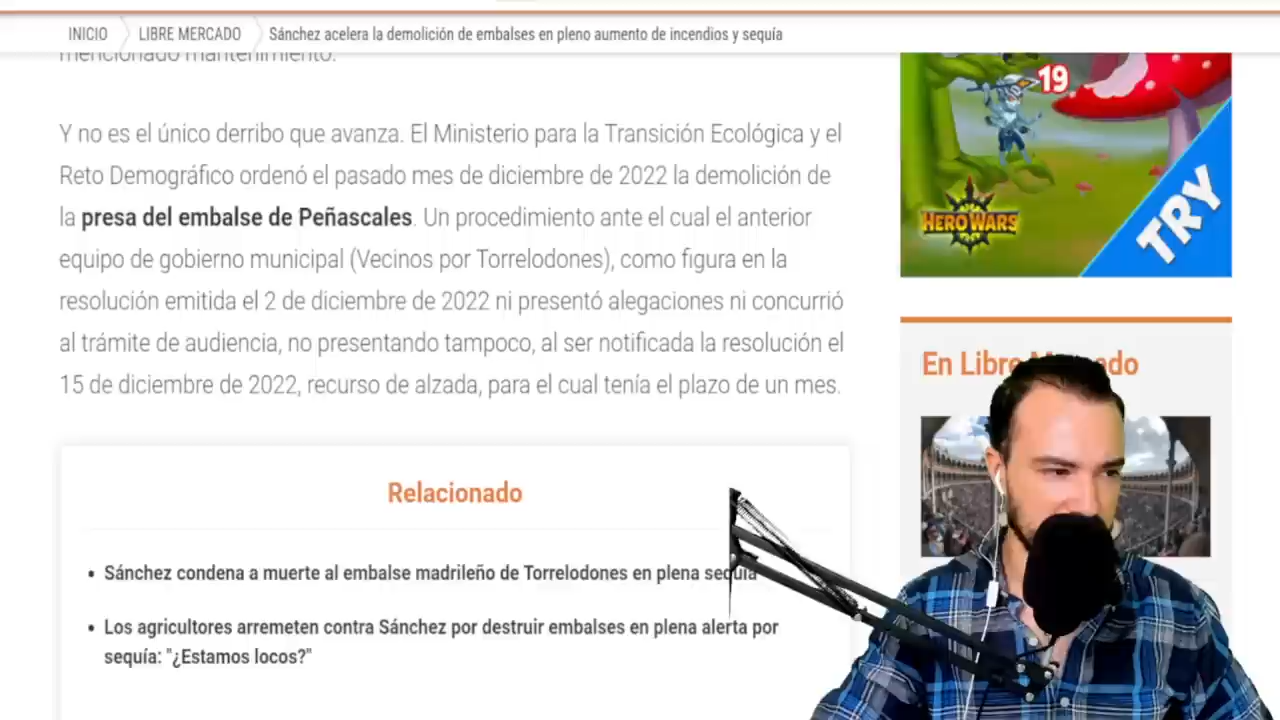 INICIO
LIBRE MERCADO
Sánchez acelera la demolición de embalses en pleno aumento de incendios y sequía
mencionado mantenimiento.
Y no es el único derribo que avanza. El Ministerio para la Transición Ecológica y el
Reto Demográfico ordenó el pasado mes de diciembre de 2022 la demolición de
la presa del embalse de Peñascales. Un procedimiento ante el cual el anterior
equipo de gobierno municipal (Vecinos por Torrelodones), como figura en la
resolución emitida el 2 de diciembre de 2022 ni presentó alegaciones ni concurrió
al trámite de audiencia, no presentando tampoco, al ser notificada la resolución el
15 de diciembre de 2022, recurso de alzada, para el cual tenía el plazo de un mes.
Relacionado
• Sánchez condena a muerte al embalse madrileño de Torrelodones en plena sequía
• Los agricultores arremeten contra Sánchez por destruir embalses en plena alerta por
sequía: "¿Estamos locos?"
19
HERO WARS
TRY
En Libre Mercado